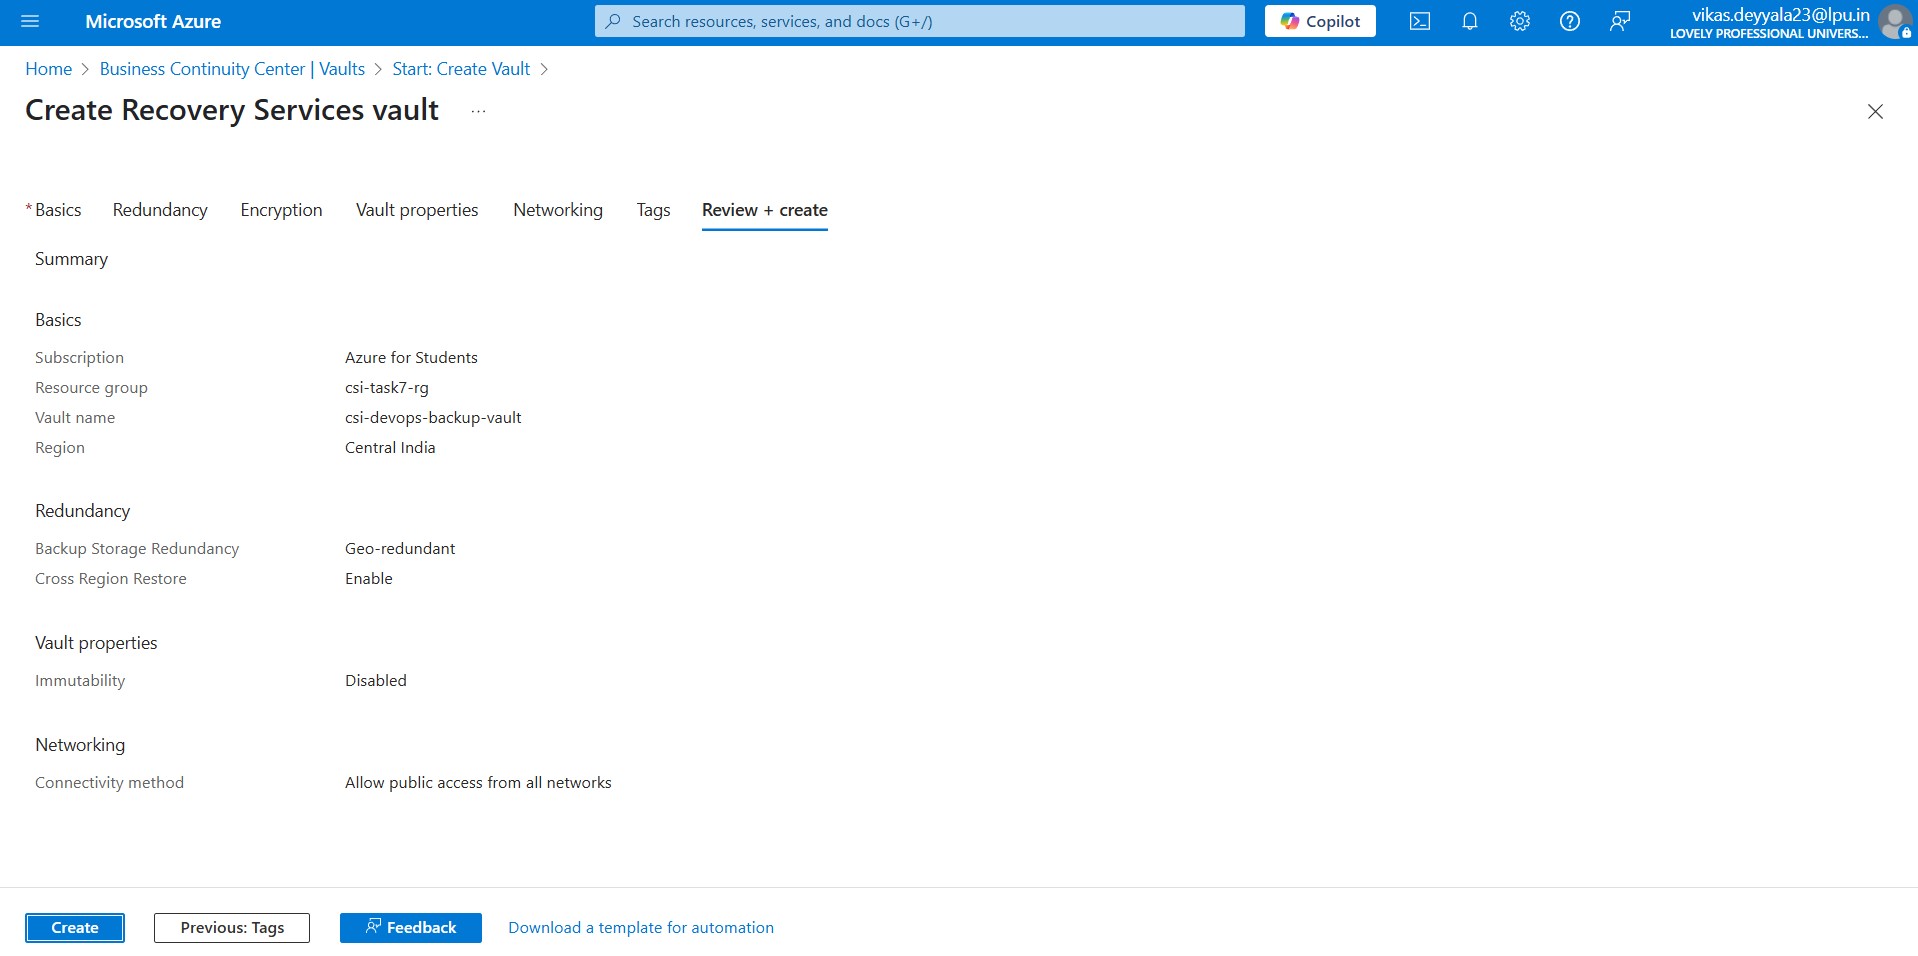 Microsoft Azure
Search resources, services, and docs (G+/)
Copilot
vikas.deyyala23@lpu.in
LOVELY PROFESSIONAL UNIVERS...
Home > Business Continuity Center | Vaults > Start: Create Vault >
Create Recovery Services vault ...
* Basics Redundancy Encryption Vault properties Networking Tags Review + create
Summary
Basics
Subscription Azure for Students
Resource group csi-task7-rg
Vault name csi-devops-backup-vault
Region Central India
Redundancy
Backup Storage Redundancy Geo-redundant
Cross Region Restore Enable
Vault properties
Immutability Disabled
Networking
Connectivity method Allow public access from all networks
Create Previous: Tags Feedback Download a template for automation